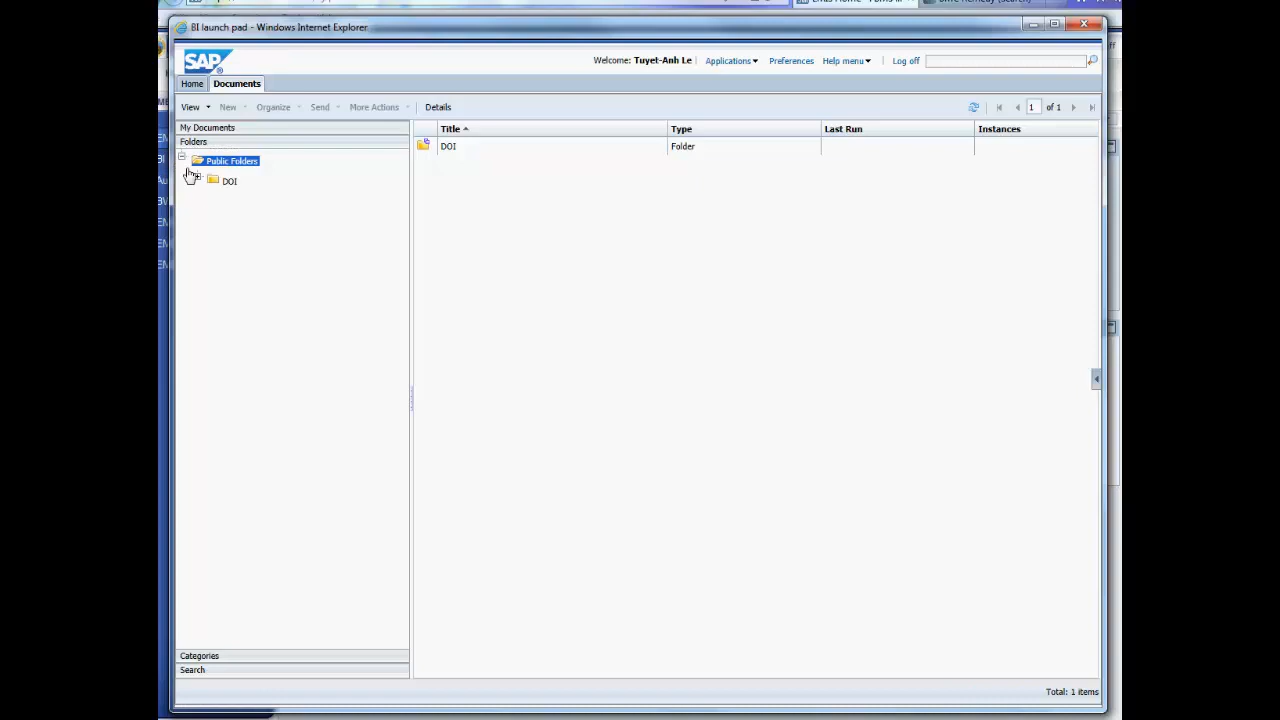 BI launch pad - Windows Internet Explorer
SAP
Welcome: Tuyet-Anh Le Applications Preferences Help menu Log off
Home Documents
View New Organize Send More Actions Details 1 of 1
My Documents
Folders
Public Folders
DOI
Title Type Last Run Instances
DOI Folder
Categories
Search
Total: 1 items